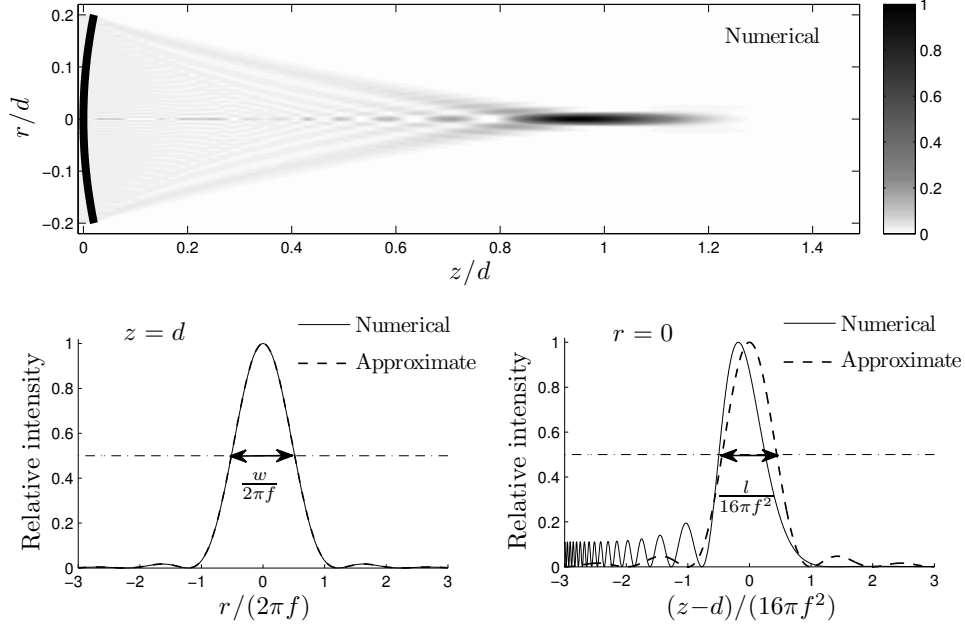 0.2
0.1
0
−0.1
−0.2
r/d
Numerical
0 0.2 0.4 0.6 0.8 1 1.2 1.4
z/d
1
0.8
0.6
0.4
0.2
0
z = d
Numerical
Approximate
Relative intensity
1
0.8
0.6
0.4
0.2
0
w/2πf
−3 −2 −1 0 1 2 3
r/(2πf)
r = 0
Numerical
Approximate
Relative intensity
1
0.8
0.6
0.4
0.2
0
l/16πf²
−3 −2 −1 0 1 2 3
(z−d)/(16πf²)